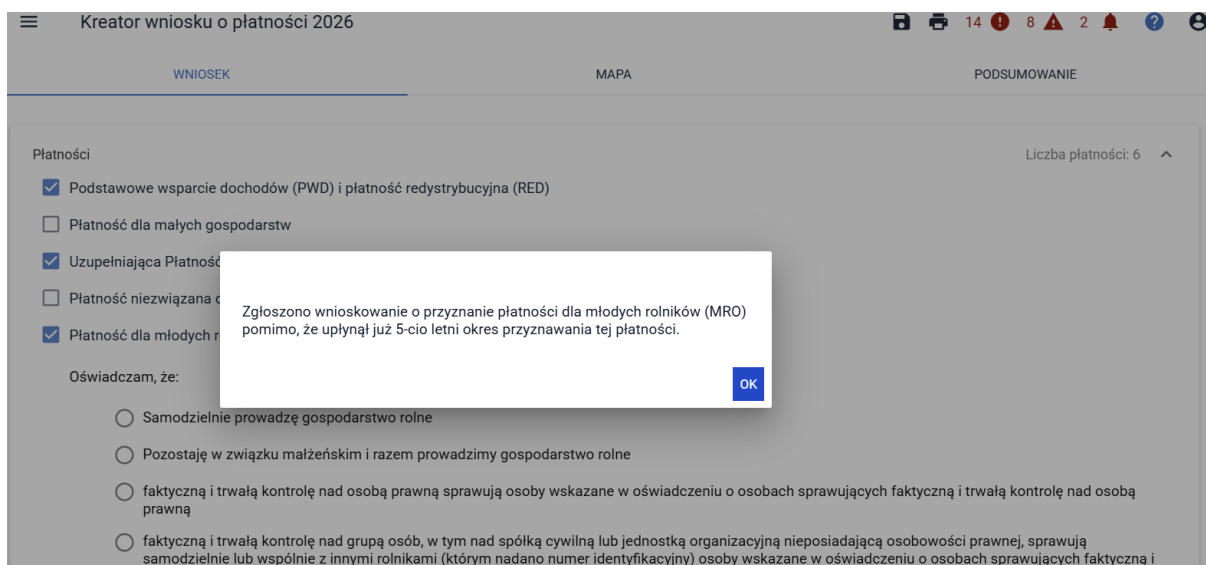 Kreator wniosku o płatności 2026
14 8 2
WNIOSEK MAPA PODSUMOWANIE
Płatności Liczba płatności: 6
Podstawowe wsparcie dochodów (PWD) i płatność redystrybucyjna (RED)
Płatność dla małych gospodarstw
Uzupełniająca Płatność
Płatność niezwiązana
Płatność dla młodych
Zgłoszono wnioskowanie o przyznanie płatności dla młodych rolników (MRO)
pomimo, że upłynął już 5-cio letni okres przyznawania tej płatności.
OK
Oświadczam, że:
Samodzielnie prowadzę gospodarstwo rolne
Pozostaję w związku małżeńskim i razem prowadzimy gospodarstwo rolne
faktyczną i trwałą kontrolę nad osobą prawną sprawują osoby wskazane w oświadczeniu o osobach sprawujących faktyczną i trwałą kontrolę nad osobą
prawną
faktyczną i trwałą kontrolę nad grupą osób, w tym nad spółką cywilną lub jednostką organizacyjną nieposiadającą osobowości prawnej, sprawują
samodzielnie lub wspólnie z innymi rolnikami (którym nadano numer identyfikacyjny) osoby wskazane w oświadczeniu o osobach sprawujących faktyczną i